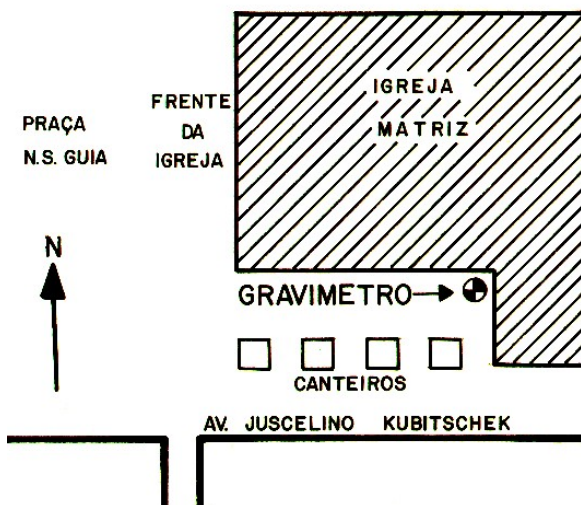 IGREJA
MATRIZ
FRENTE
DA
IGREJA
PRAÇA
N.S. GUIA
N
GRAVIMETRO
CANTEIROS
AV. JUSCELINO KUBITSCHEK